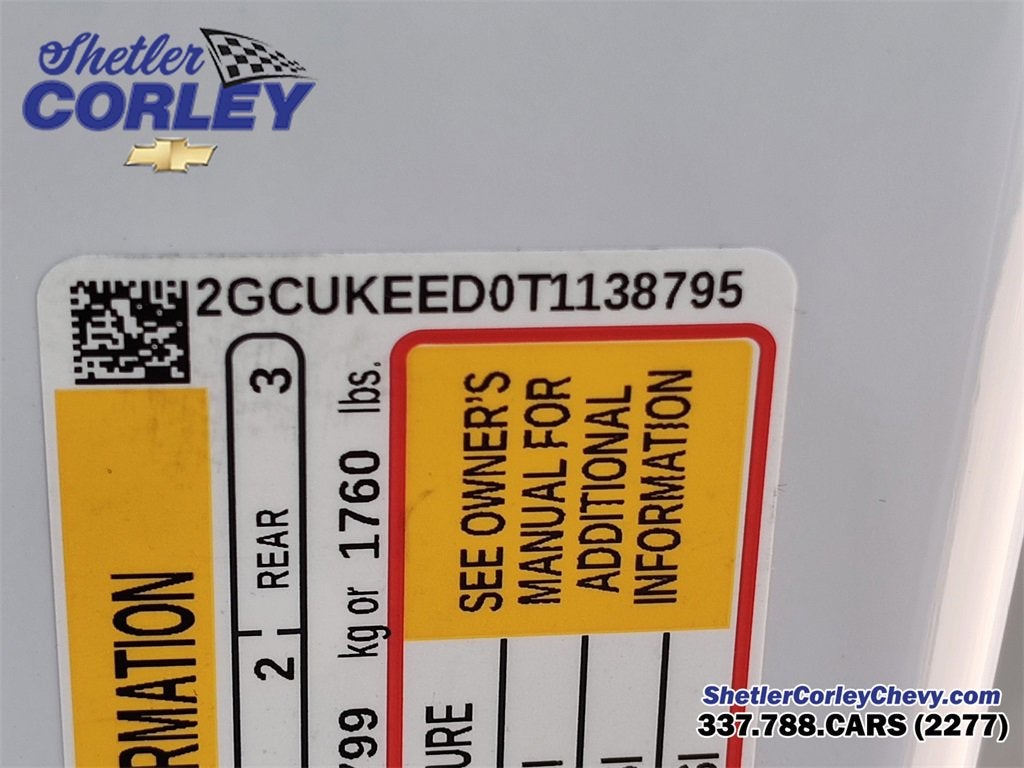 Shetler
CORLEY
2GCUKEED0T1138795
RMATION
2 REAR 3
799 kg or 1760 lbs.
SEE OWNER'S
MANUAL FOR
ADDITIONAL
INFORMATION
URE
ShetlerCorleyChevy.com
337.788.CARS (2277)